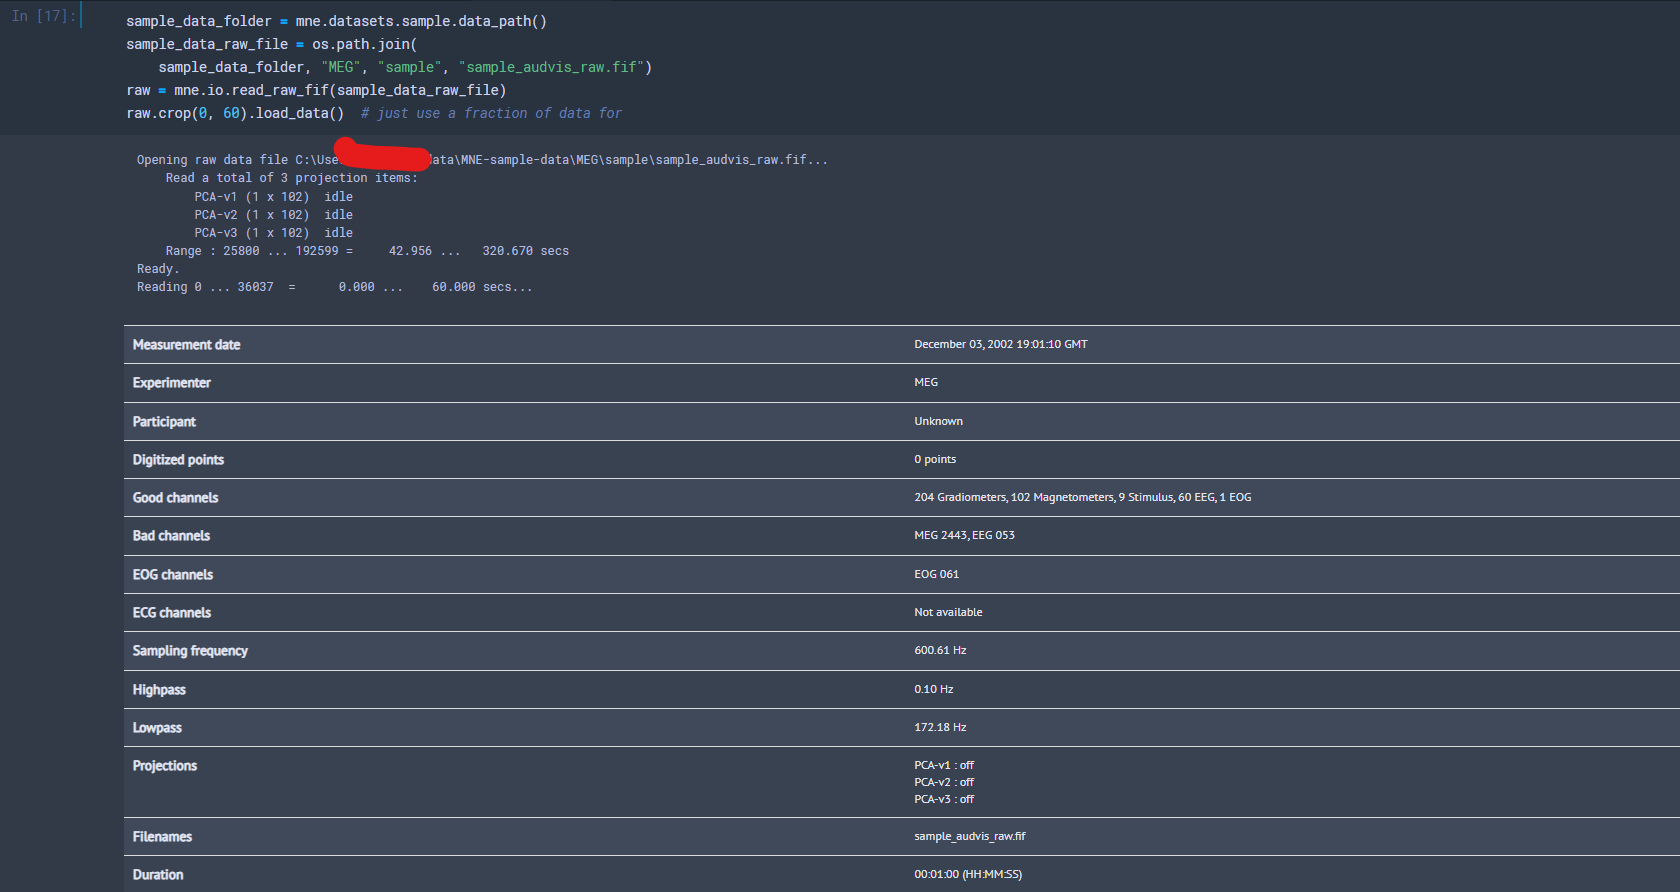 In [17]:
sample_data_folder = mne.datasets.sample.data_path()
sample_data_raw_file = os.path.join(
sample_data_folder, "MEG", "sample", "sample_audvis_raw.fif")
raw = mne.io.read_raw_fif(sample_data_raw_file)
raw.crop(0, 60).load_data()  # just use a fraction of data for
Opening raw data file C:\Use data\MNE-sample-data\MEG\sample\sample_audvis_raw.fif...
Read a total of 3 projection items:
PCA-v1 (1 x 102)  idle
PCA-v2 (1 x 102)  idle
PCA-v3 (1 x 102)  idle
Range : 25800 ... 192599 =     42.956 ...   320.670 secs
Ready.
Reading 0 ... 36037  =      0.000 ...    60.000 secs...
Measurement date December 03, 2002 19:01:10 GMT
Experimenter MEG
Participant Unknown
Digitized points 0 points
Good channels 204 Gradiometers, 102 Magnetometers, 9 Stimulus, 60 EEG, 1 EOG
Bad channels MEG 2443, EEG 053
EOG channels EOG 061
ECG channels Not available
Sampling frequency 600.61 Hz
Highpass 0.10 Hz
Lowpass 172.18 Hz
Projections PCA-v1 : off
PCA-v2 : off
PCA-v3 : off
Filenames sample_audvis_raw.fif
Duration 00:01:00 (HH:MM:SS)